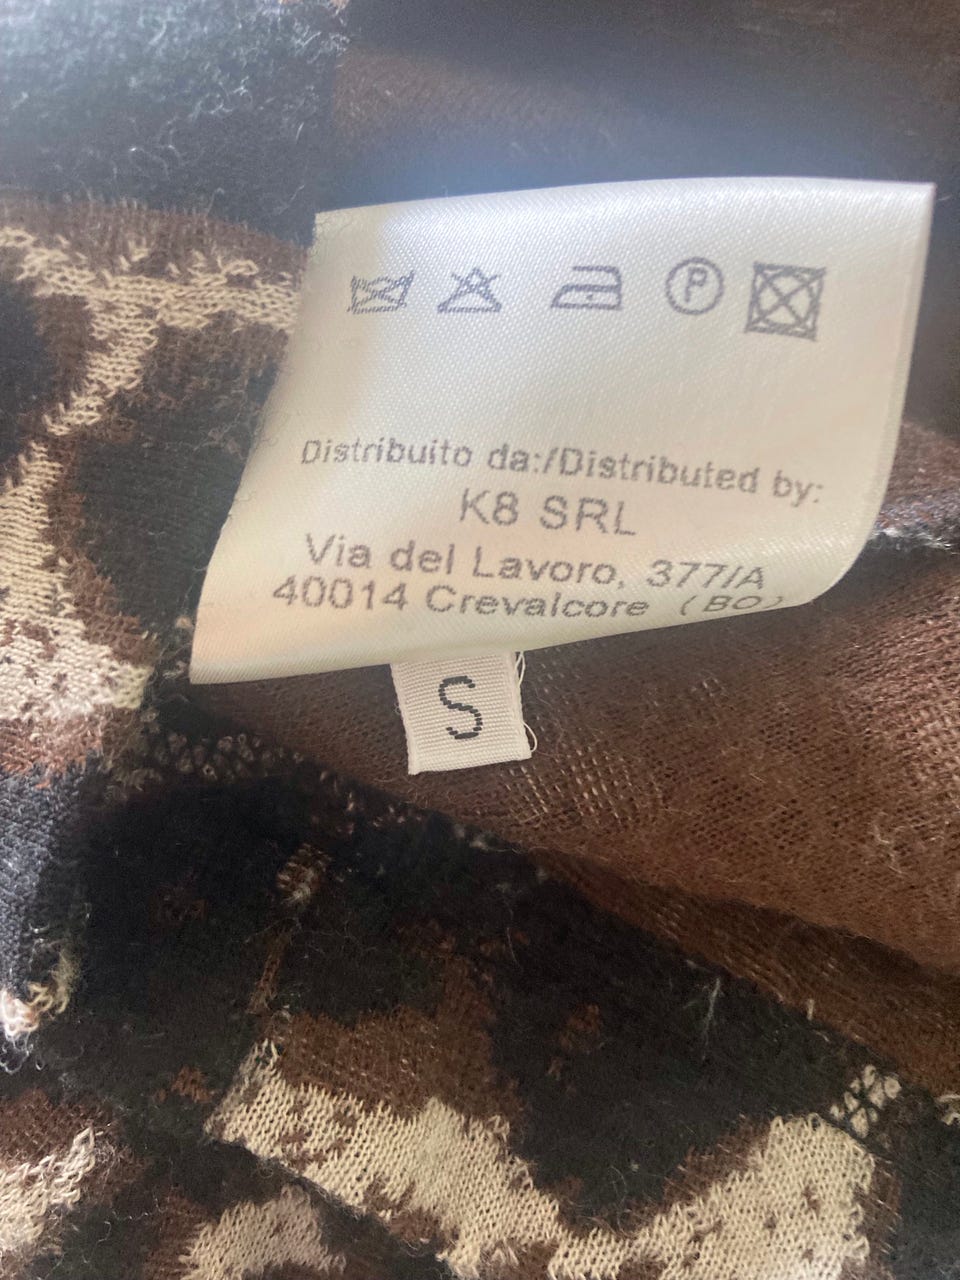 P
Distribuito da:/Distributed by:
K8 SRL
Via del Lavoro, 377/A
40014 Crevalcore (BO)
S